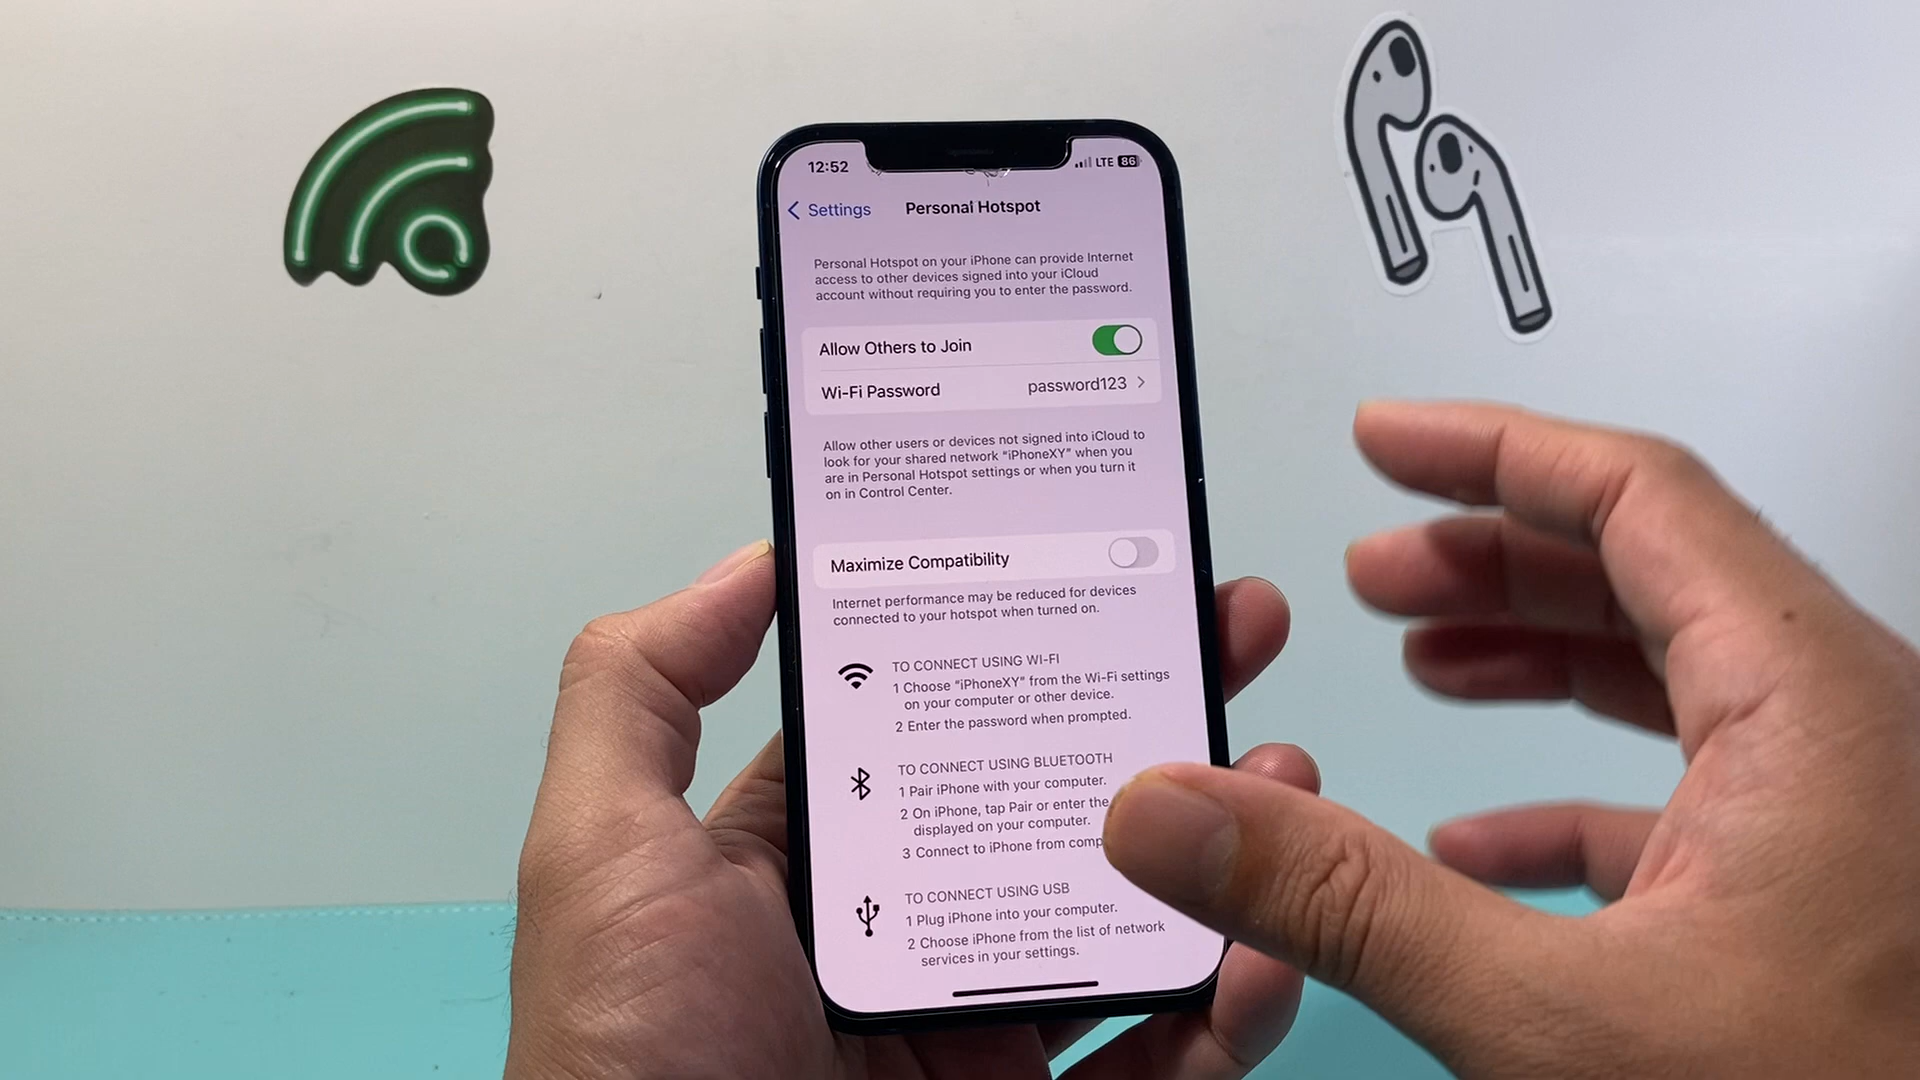 12:52
LTE 86
Settings
Personal Hotspot
Personal Hotspot on your iPhone can provide Internet
access to other devices signed into your iCloud
account without requiring you to enter the password.
Allow Others to Join
Wi-Fi Password password123
Allow other users or devices not signed into iCloud to
look for your shared network “iPhoneXY” when you
are in Personal Hotspot settings or when you turn it
on in Control Center.
Maximize Compatibility
Internet performance may be reduced for devices
connected to your hotspot when turned on.
TO CONNECT USING WI-FI
1 Choose “iPhoneXY” from the Wi-Fi settings
on your computer or other device.
2 Enter the password when prompted.
TO CONNECT USING BLUETOOTH
1 Pair iPhone with your computer.
2 On iPhone, tap Pair or enter the
displayed on your computer.
3 Connect to iPhone from
TO CONNECT USING USB
1 Plug iPhone into your computer.
2 Choose iPhone from the list of network
services in your settings.